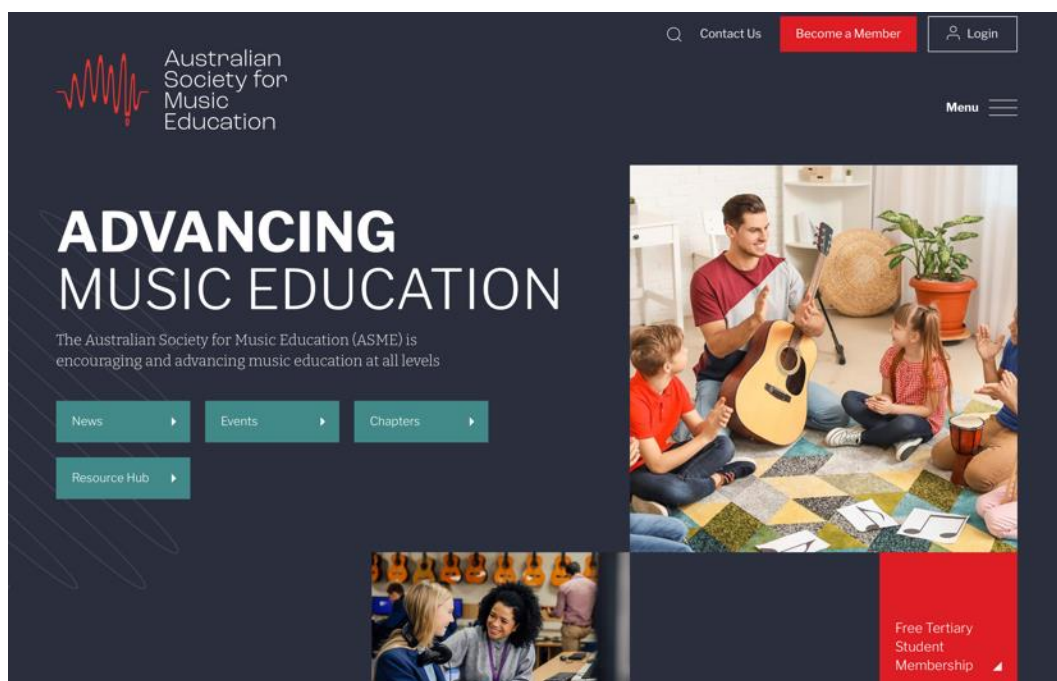 Contact Us
Become a Member
Login
Australian
Society for
Music
Education
Menu
ADVANCING
MUSIC EDUCATION
The Australian Society for Music Education (ASME) is
encouraging and advancing music education at all levels
News
Events
Chapters
Resource Hub
Free Tertiary
Student
Membership